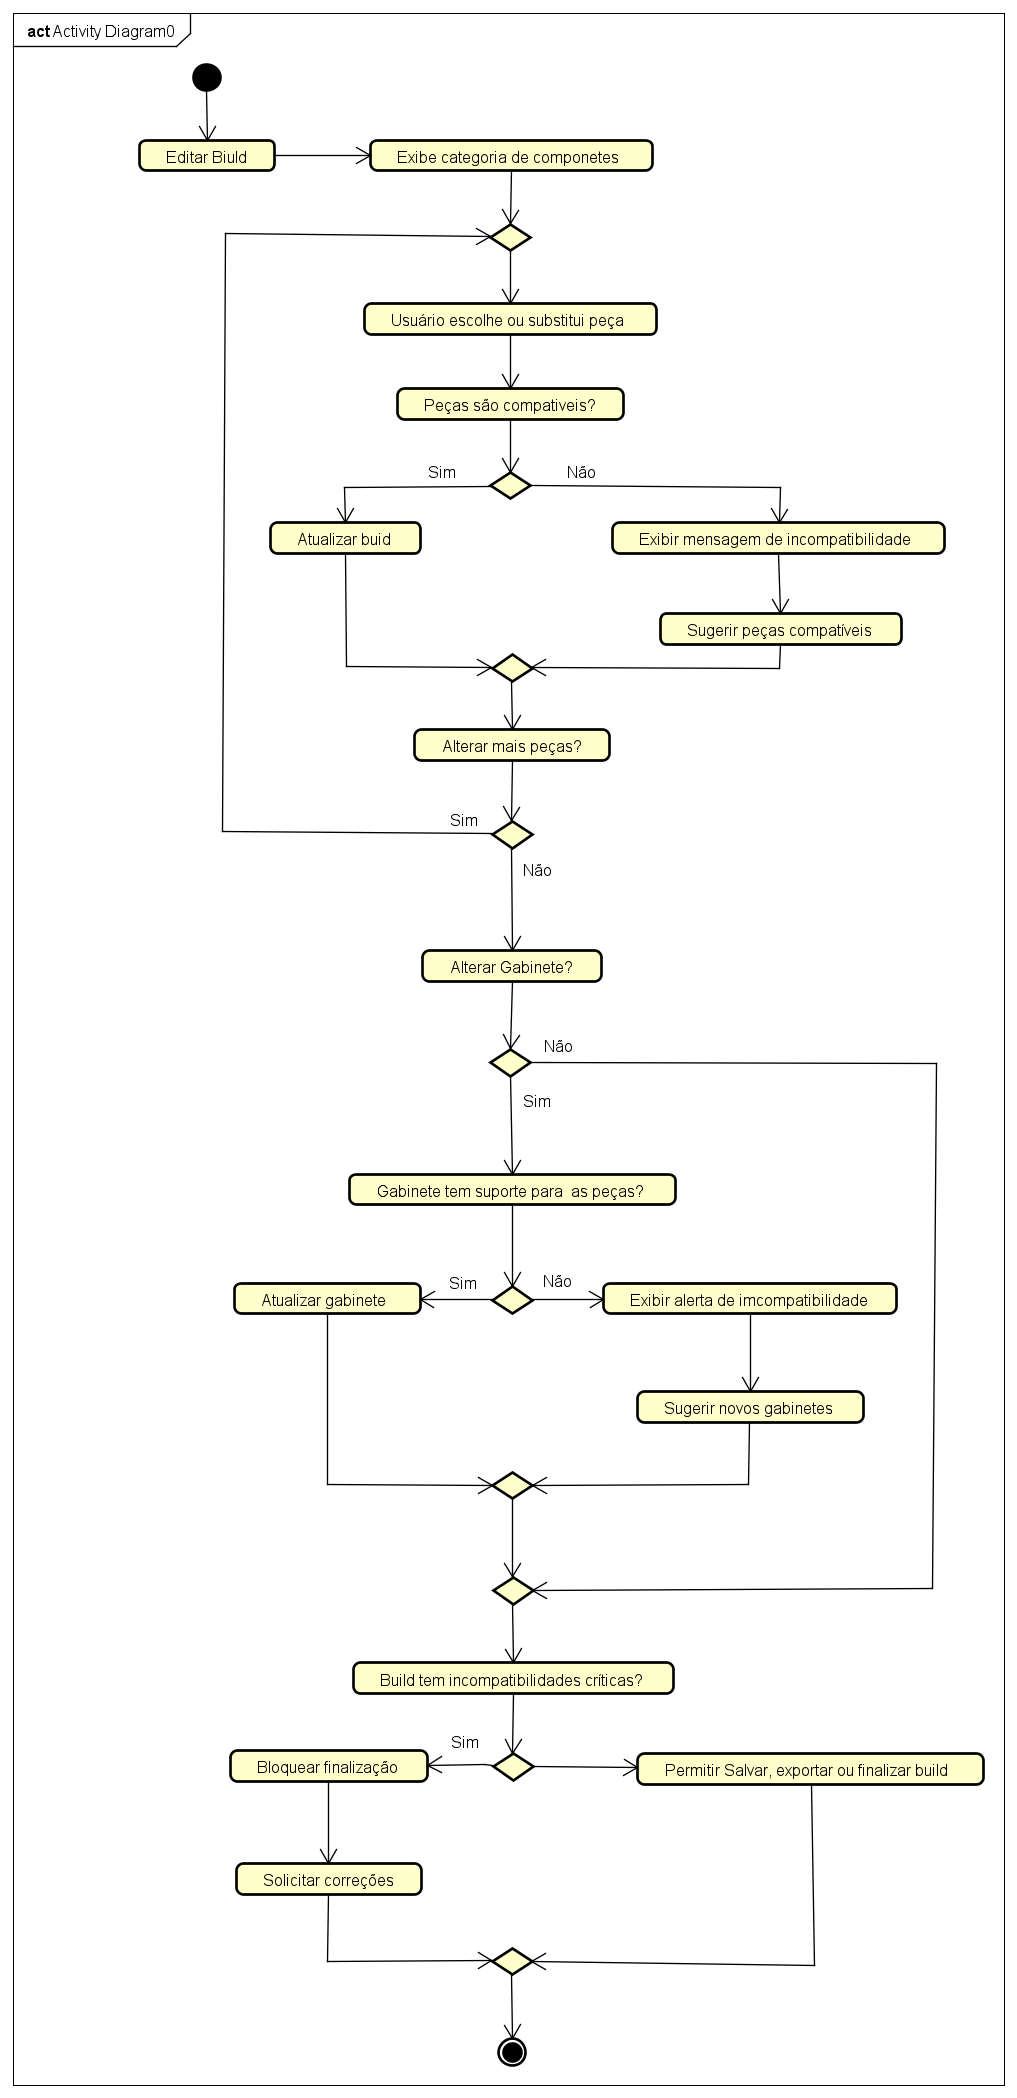 act Activity Diagram0
Editar Biuld
Exibe categoria de componetes
Usuário escolhe ou substitui peça
Peças são compativeis?
Sim
Não
Atualizar buid
Exibir mensagem de incompatibilidade
Sugerir peças compatíveis
Alterar mais peças?
Sim
Não
Alterar Gabinete?
Não
Sim
Gabinete tem suporte para  as peças?
Sim
Não
Atualizar gabinete
Exibir alerta de imcompatibilidade
Sugerir novos gabinetes
Build tem incompatibilidades críticas?
Sim
Bloquear finalização
Permitir Salvar, exportar ou finalizar build
Solicitar correções